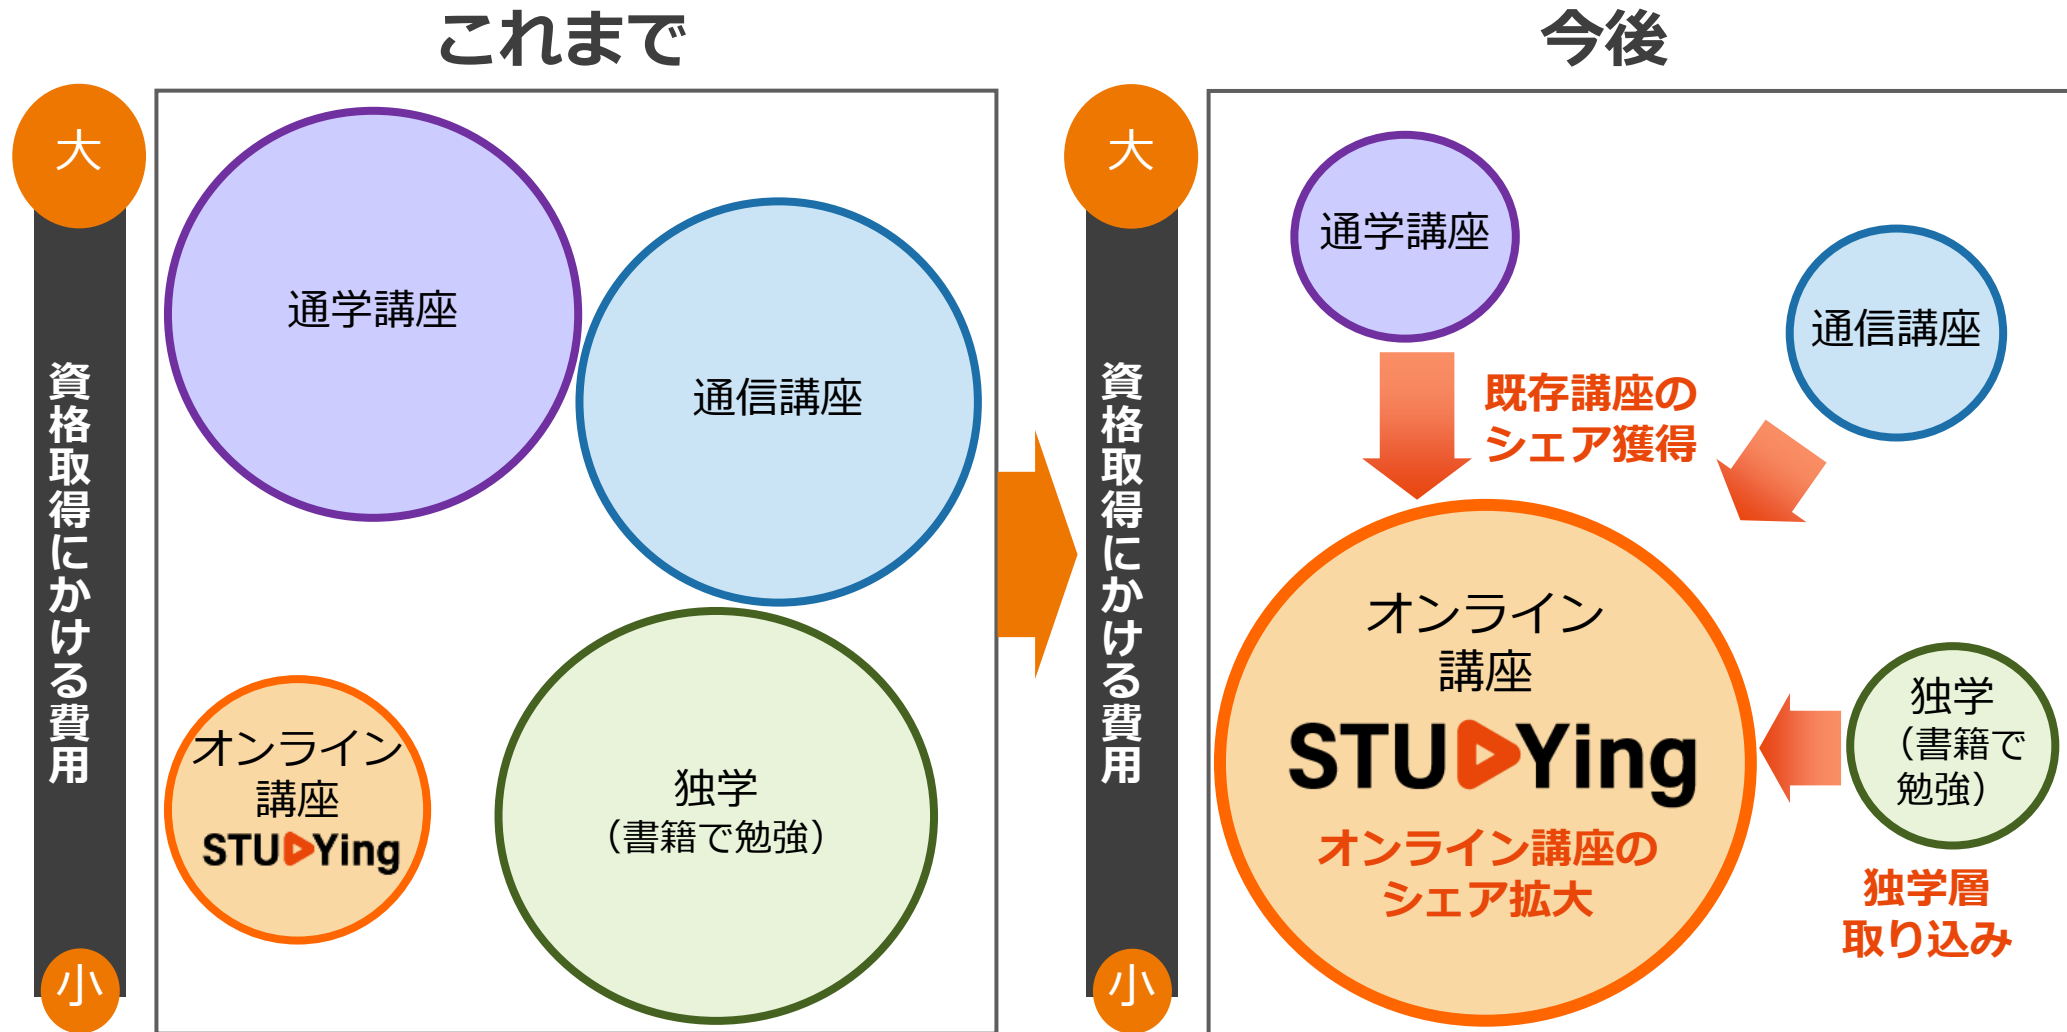 これまで
大
資格取得にかける費用
小
通学講座
通信講座
オンライン
講座
STUDYing
独学
（書籍で勉強）
今後
大
資格取得にかける費用
小
通学講座
通信講座
既存講座の
シェア獲得
オンライン
講座
STUDYing
オンライン講座の
シェア拡大
独学
（書籍で
勉強）
独学層
取り込み